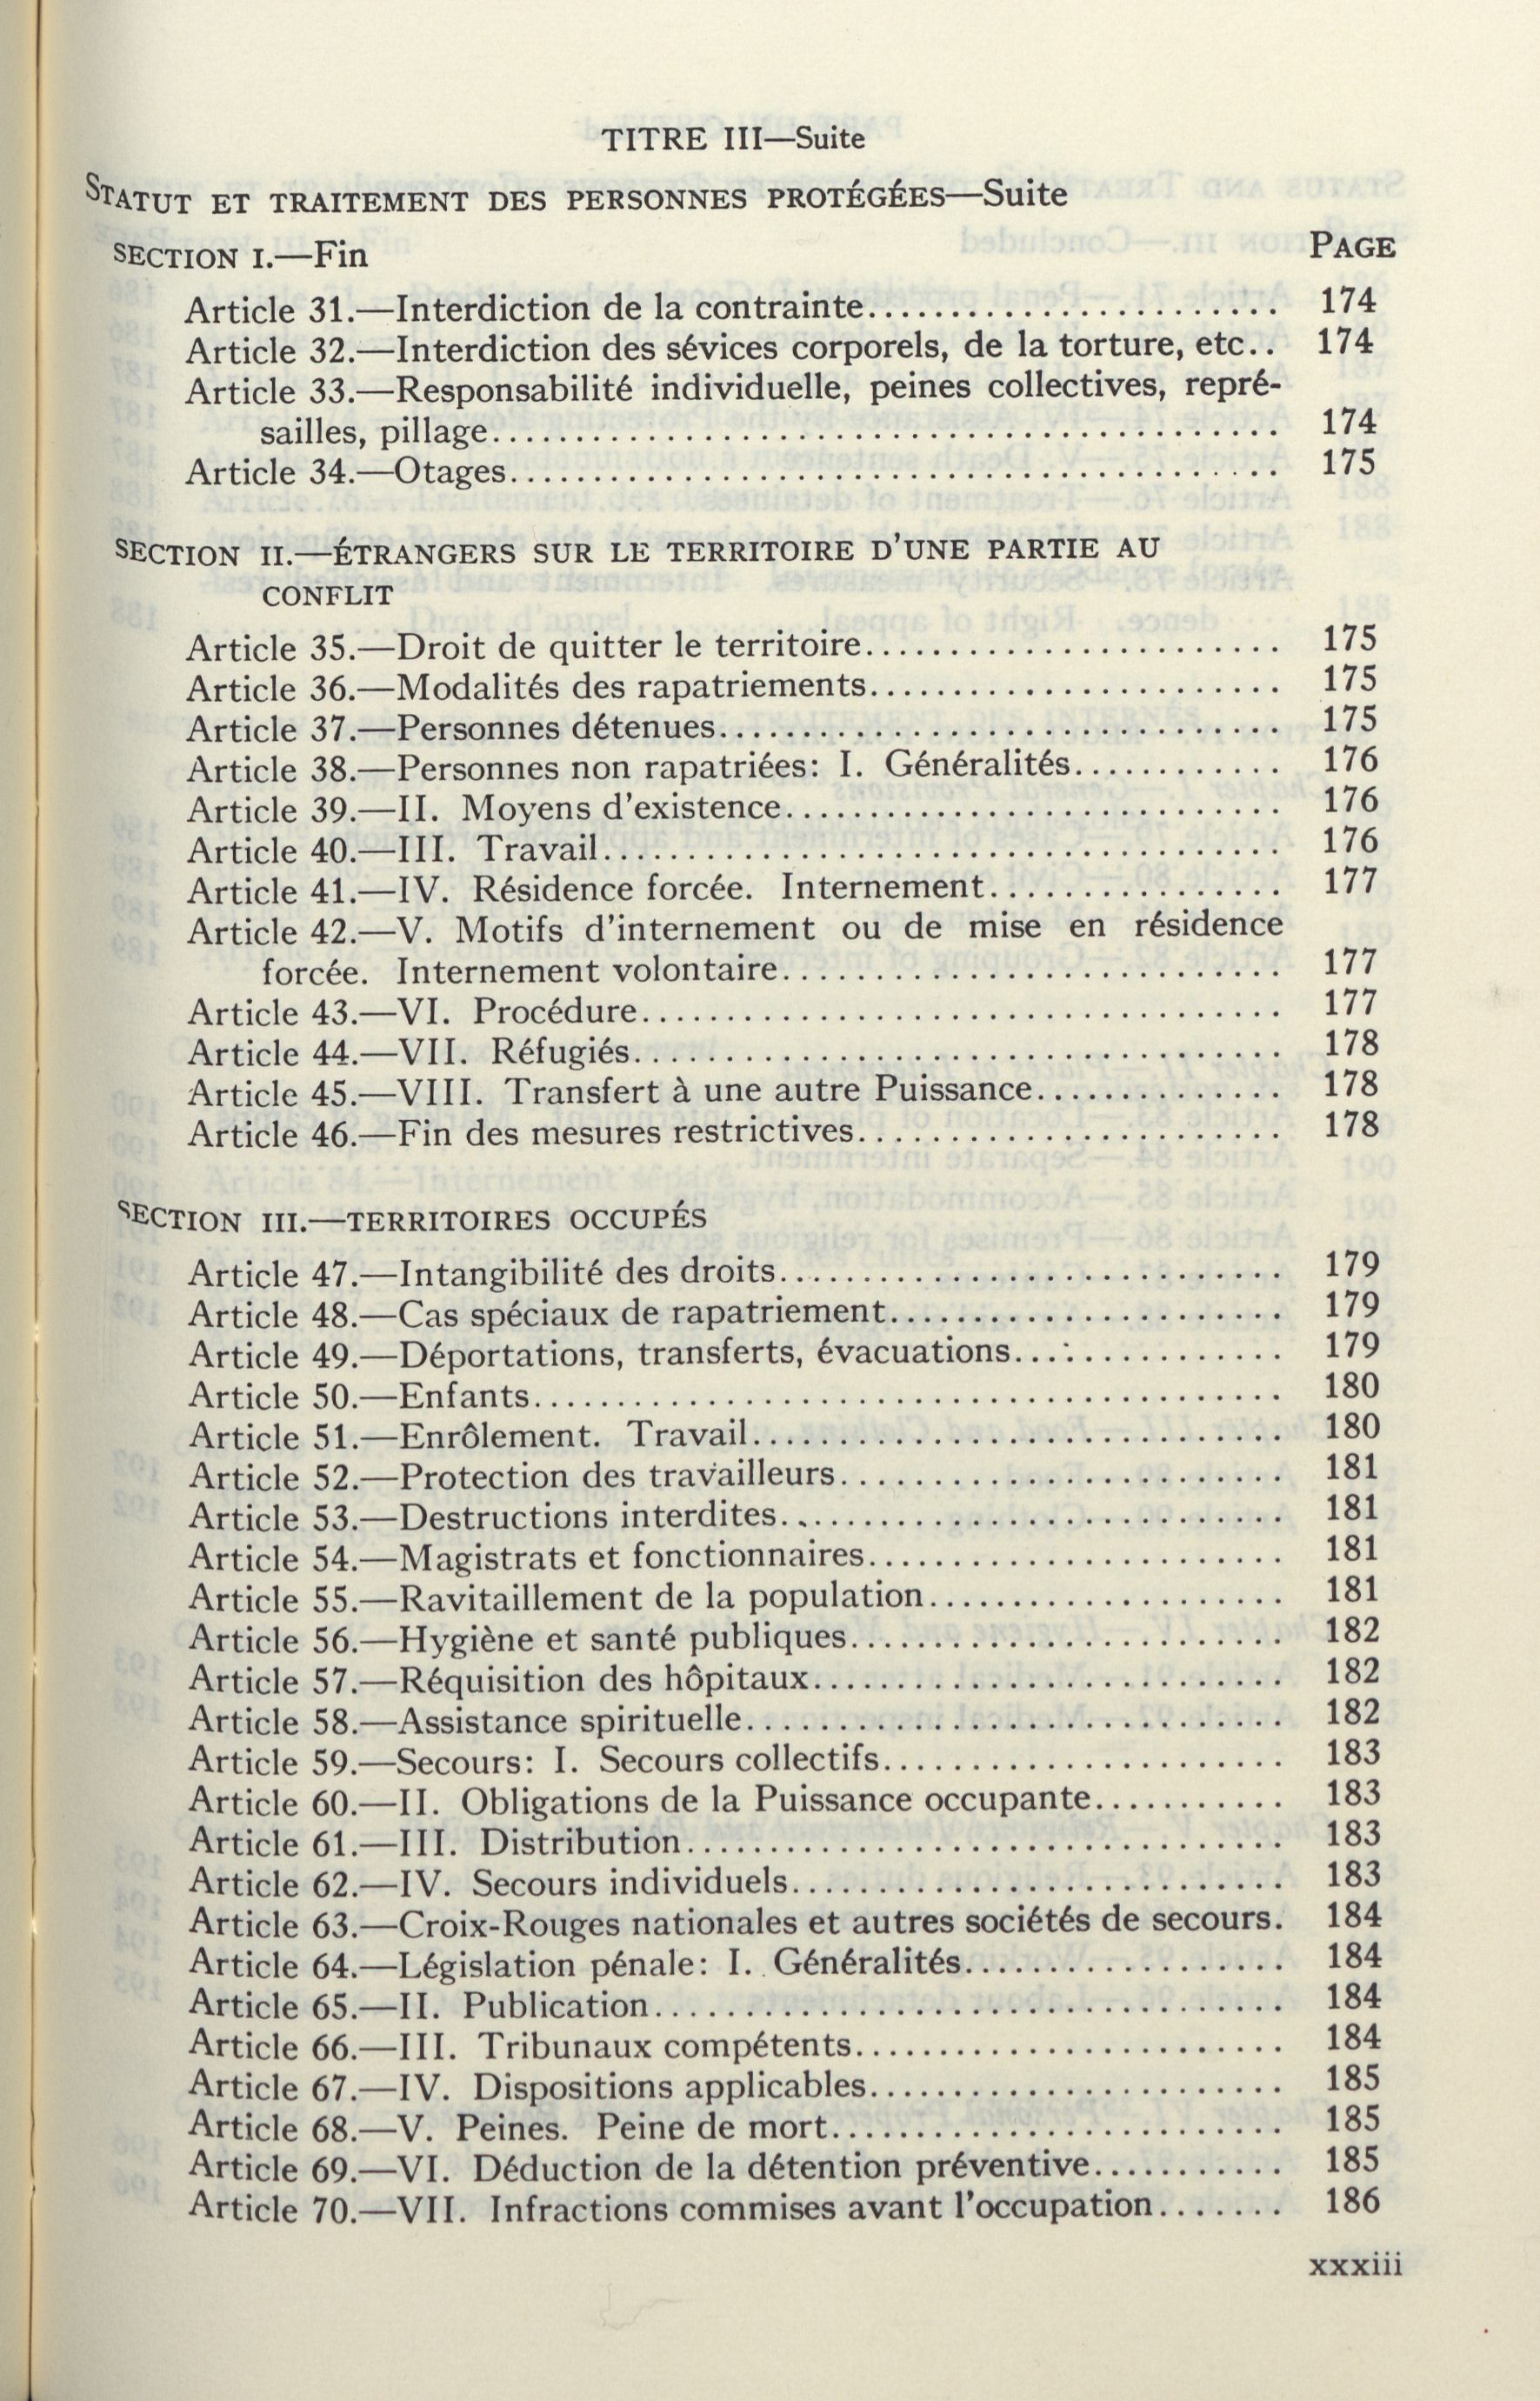 TITRE III—Suite
STATUT ET TRAITEMENT DES PERSONNES PROTÉGÉES—Suite
SECTION I.—Fin PAGE
Article 31.—Interdiction de la contrainte........................ 174
Article 32.—Interdiction des sévices corporels, de la torture, etc.. 174
Article 33.—Responsabilité individuelle, peines collectives, repré-
sailles, pillage.............................................. 174
Article 34.—Otages............................................. 175
SECTION II.—ÉTRANGERS SUR LE TERRITOIRE D'UNE PARTIE AU
CONFLIT
Article 35.—Droit de quitter le territoire........................ 175
Article 36.—Modalités des rapatriements........................ 175
Article 37.—Personnes détenues................................ 175
Article 38.—Personnes non rapatriées: I. Généralités............ 176
Article 39.—II. Moyens d'existence............................. 176
Article 40.—III. Travail....................................... 176
Article 41.—IV. Résidence forcée. Internement................. 177
Article 42.—V. Motifs d'internement ou de mise en résidence
forcée. Internement volontaire............................. 177
Article 43.—VI. Procédure..................................... 177
Article 44.—VII. Réfugiés...................................... 178
Article 45.—VIII. Transfert à une autre Puissance.............. 178
Article 46.—Fin des mesures restrictives......................... 178
SECTION III.—TERRITOIRES OCCUPÉS
Article 47.—Intangibilité des droits.............................. 179
Article 48.—Cas spéciaux de rapatriement....................... 179
Article 49.—Déportations, transferts, évacuations................ 179
Article 50.—Enfants............................................ 180
Article 51.—Enrôlement. Travail............................... 180
Article 52.—Protection des travailleurs.......................... 181
Article 53.—Destructions interdites.............................. 181
Article 54.—Magistrats et fonctionnaires........................ 181
Article 55.—Ravitaillement de la population..................... 181
Article 56.—Hygiène et santé publiques......................... 182
Article 57.—Réquisition des hôpitaux........................... 182
Article 58.—Assistance spirituelle............................... 182
Article 59.—Secours: I. Secours collectifs....................... 183
Article 60.—II. Obligations de la Puissance occupante........... 183
Article 61.—III. Distribution................................... 183
Article 62.—IV. Secours individuels............................ 183
Article 63.—Croix-Rouges nationales et autres sociétés de secours. 184
Article 64.—Législation pénale: I. Généralités................... 184
Article 65.—II. Publication..................................... 184
Article 66.—III. Tribunaux compétents......................... 184
Article 67.—IV. Dispositions applicables........................ 185
Article 68.—V. Peines. Peine de mort.......................... 185
Article 69.—VI. Déduction de la détention préventive........... 185
Article 70.—VII. Infractions commises avant l'occupation....... 186
xxxiii